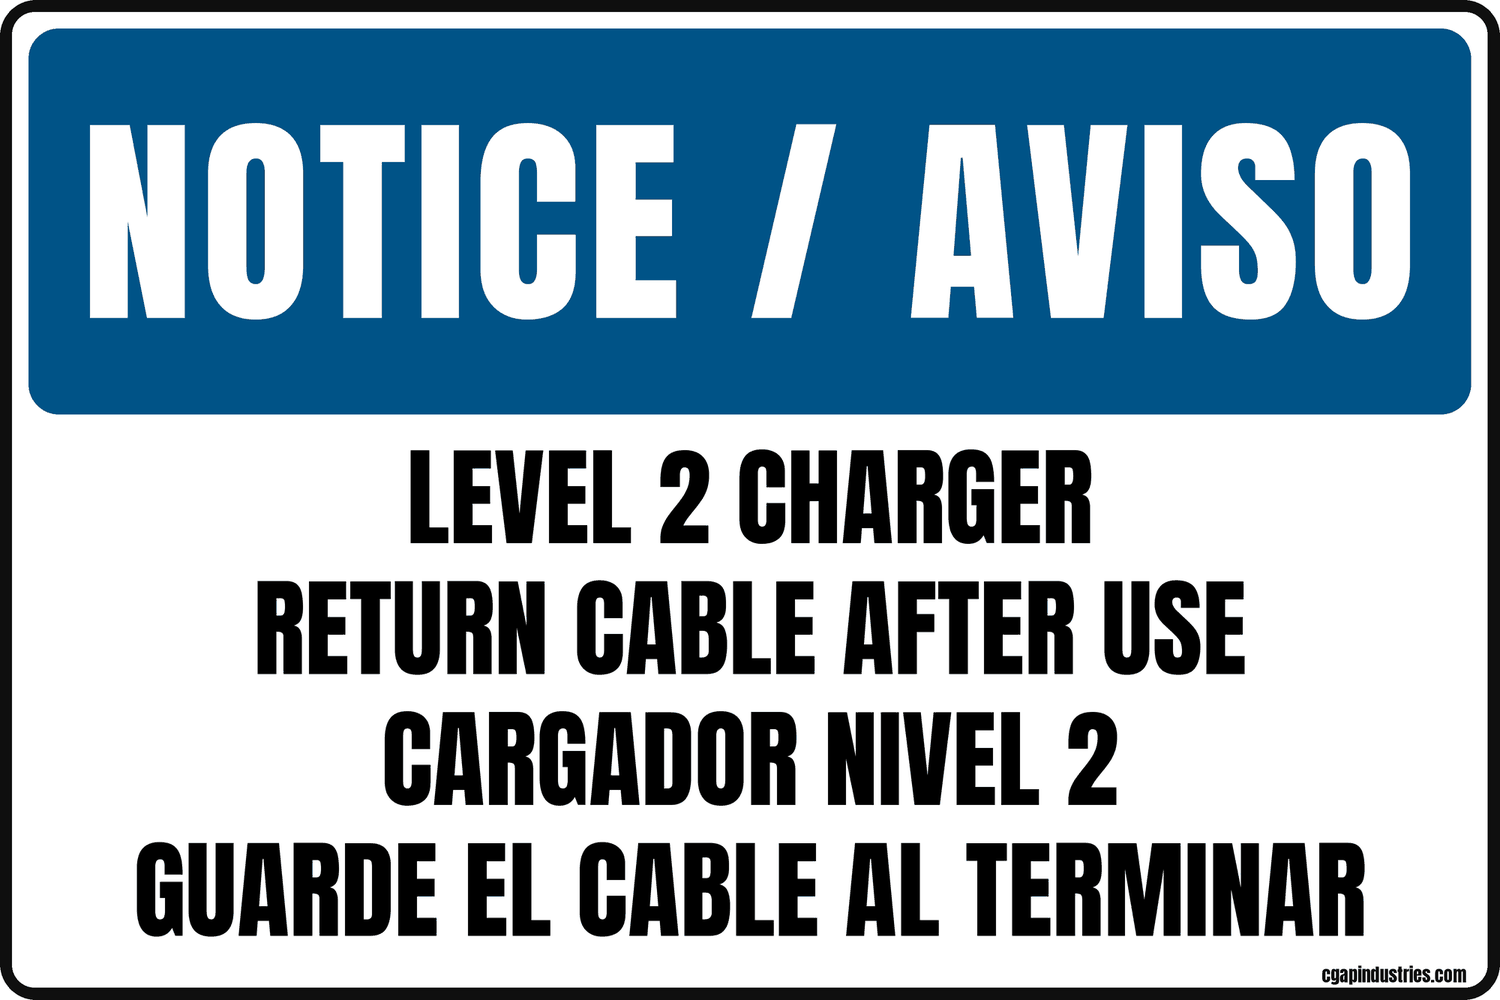 NOTICE / AVISO
LEVEL 2 CHARGER
RETURN CABLE AFTER USE
CARGADOR NIVEL 2
GUARDE EL CABLE AL TERMINAR
cgapindustries.com